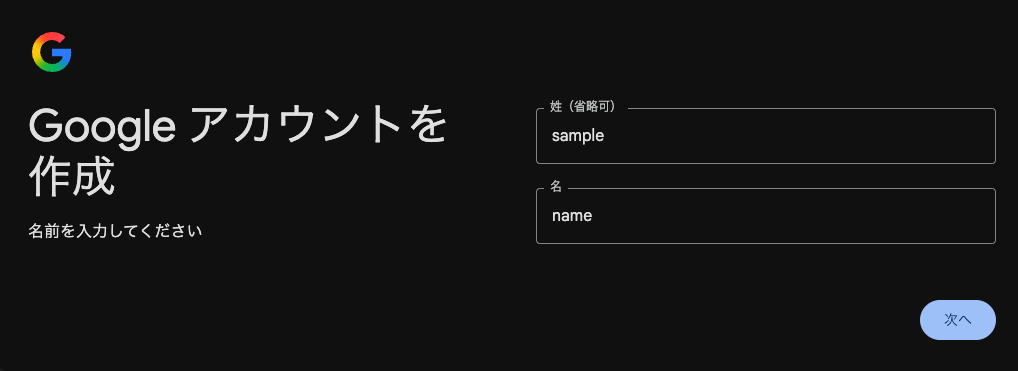 Google アカウントを
作成
名前を入力してください
姓（省略可）
sample
名
name
次へ